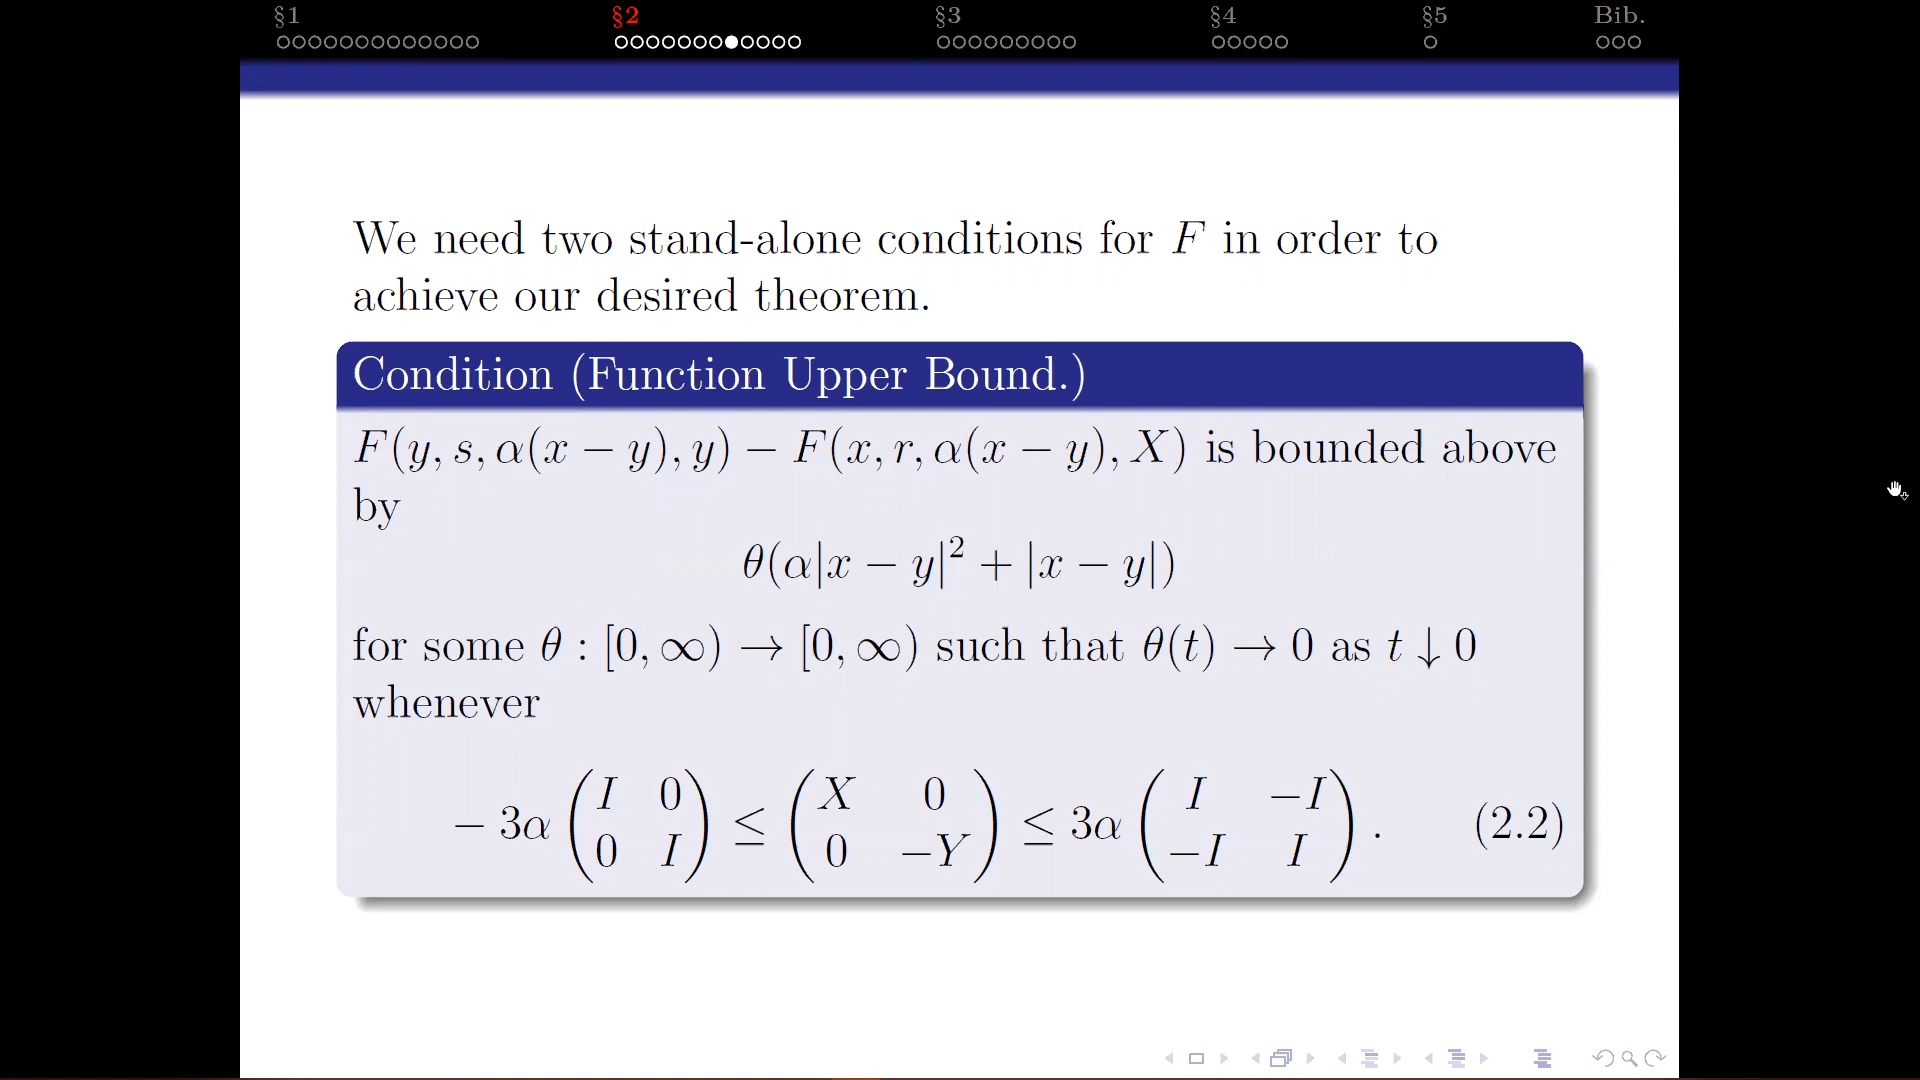 §1 §2 §3 §4 §5 Bib.
We need two stand-alone conditions for F in order to
achieve our desired theorem.
Condition (Function Upper Bound.)
F(y, s, α(x − y), y) − F(x, r, α(x − y), X) is bounded above
by
θ(α|x − y|² + |x − y|)
for some θ : [0, ∞) → [0, ∞) such that θ(t) → 0 as t ↓ 0
whenever
− 3α (I 0; 0 I) ≤ (X 0; 0 −Y) ≤ 3α (I −I; −I I). (2.2)